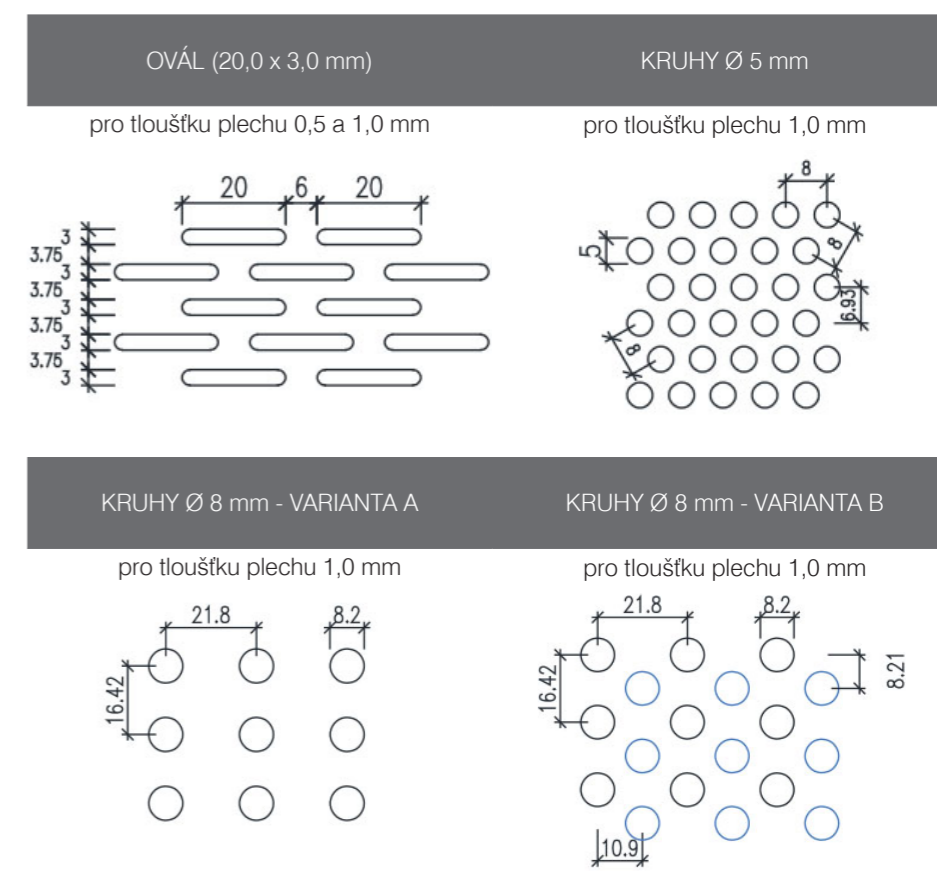 OVÁL (20,0 x 3,0 mm)
KRUHY Ø 5 mm
pro tloušťku plechu 0,5 a 1,0 mm
pro tloušťku plechu 1,0 mm
20 6 20
3
3.75
3
3.75
3
3.75
3
3.75
3
8
5
8
6.93
8
KRUHY Ø 8 mm - VARIANTA A
KRUHY Ø 8 mm - VARIANTA B
pro tloušťku plechu 1,0 mm
pro tloušťku plechu 1,0 mm
21.8 8.2
16.42
21.8 8.2
16.42
8.21
10.9